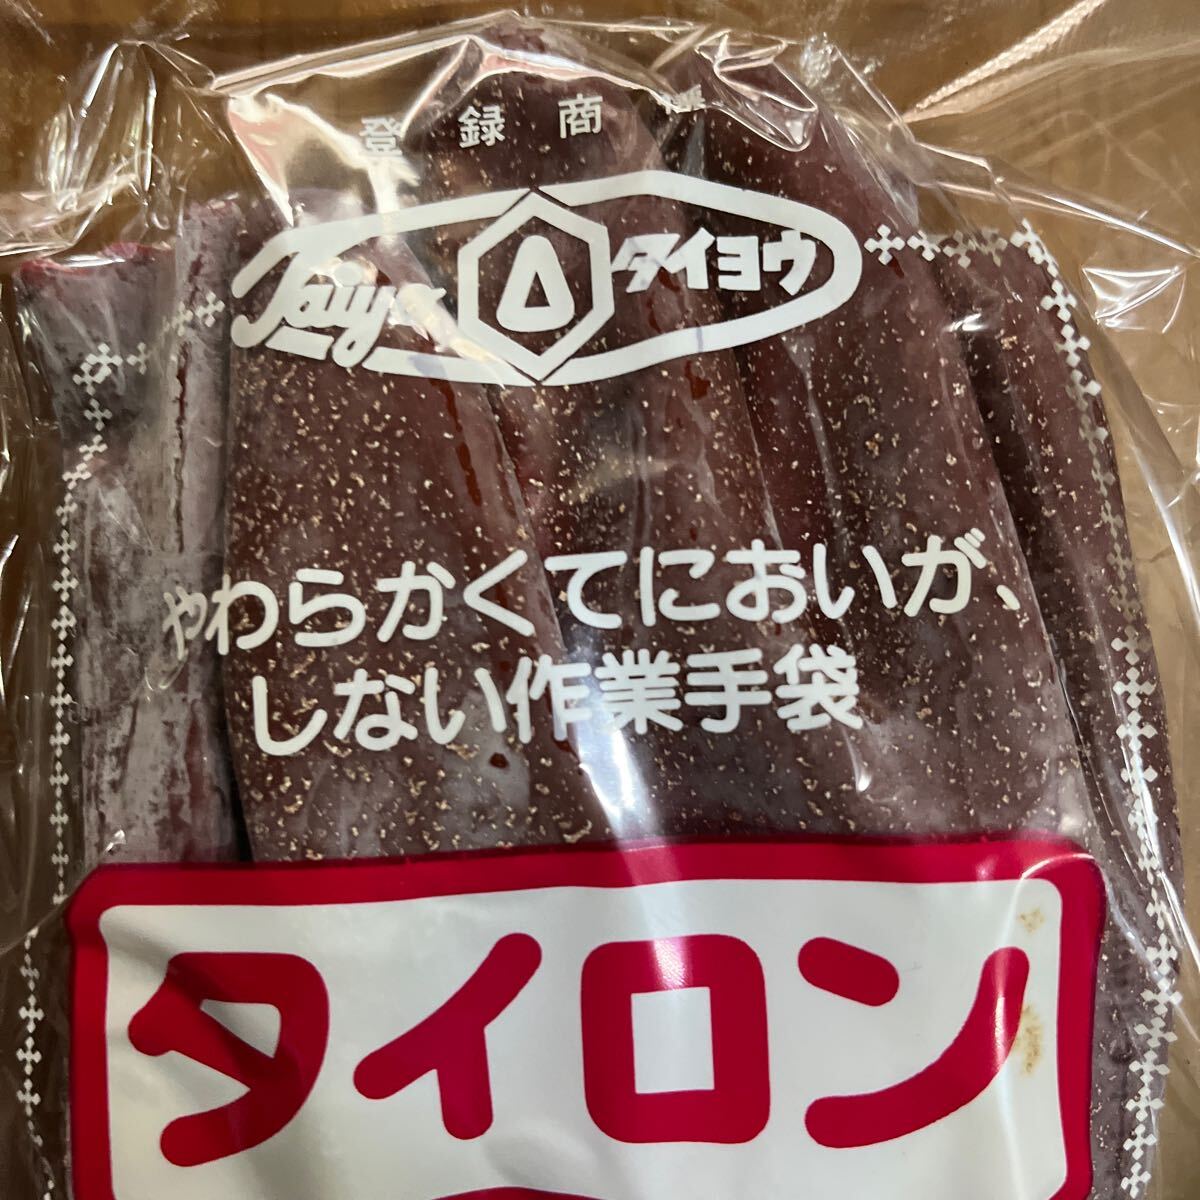 登録商標
Taiyo タイヨウ
やわらかくてにおいが、
しない作業手袋
タイロン